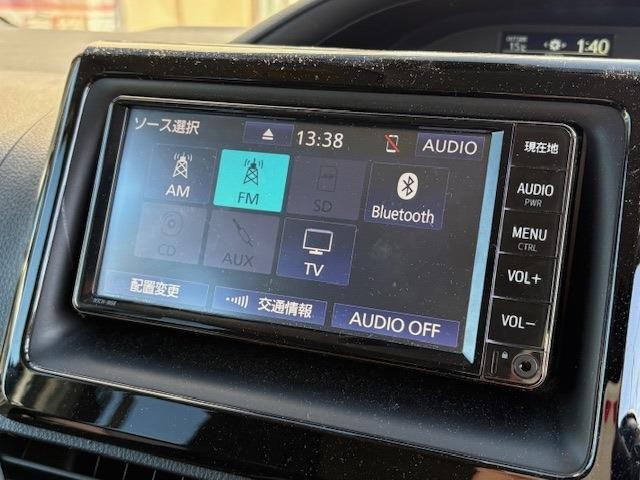 15℃ 1:40
ソース選択 13:38 AUDIO
AM FM SD Bluetooth
CD AUX TV
配置変更 交通情報 AUDIO OFF
現在地
AUDIO
PWR
MENU
CTRL
VOL+
VOL−